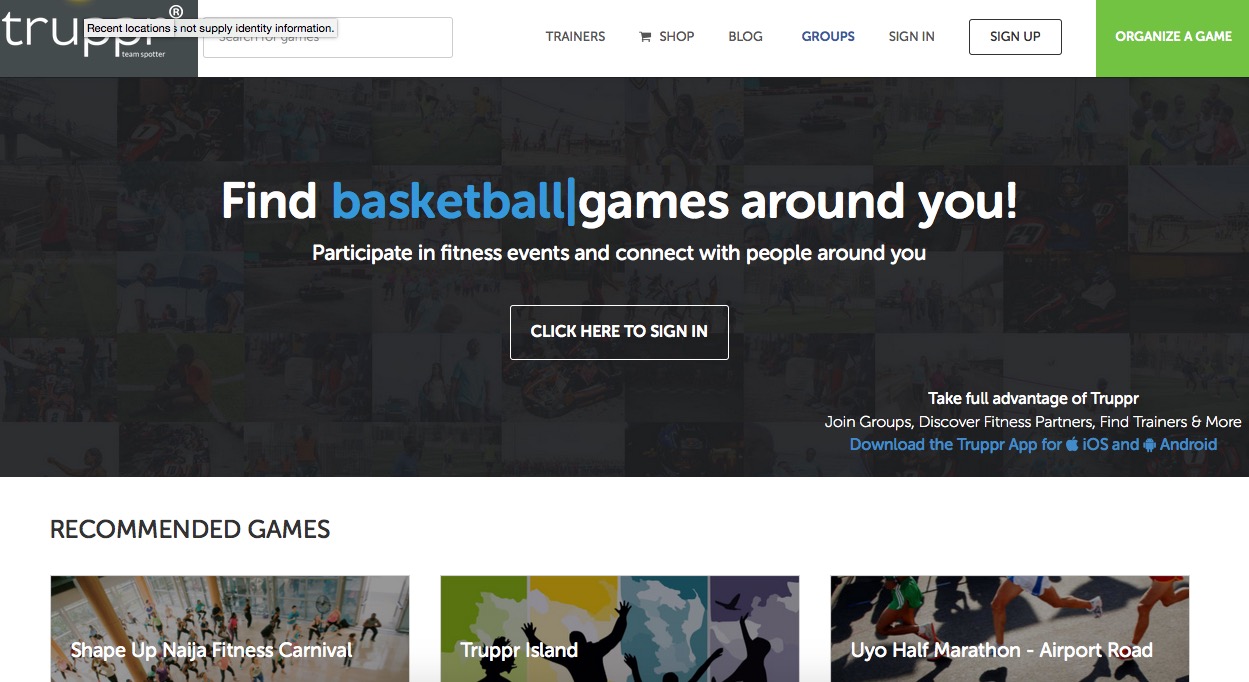 truppr®
team spotter
Recent locations s not supply identity information.
Search for games
TRAINERS
SHOP
BLOG
GROUPS
SIGN IN
SIGN UP
ORGANIZE A GAME
Find basketball|games around you!
Participate in fitness events and connect with people around you
CLICK HERE TO SIGN IN
Take full advantage of Truppr
Join Groups, Discover Fitness Partners, Find Trainers & More
Download the Truppr App for iOS and Android
RECOMMENDED GAMES
Shape Up Naija Fitness Carnival
Truppr Island
Uyo Half Marathon - Airport Road